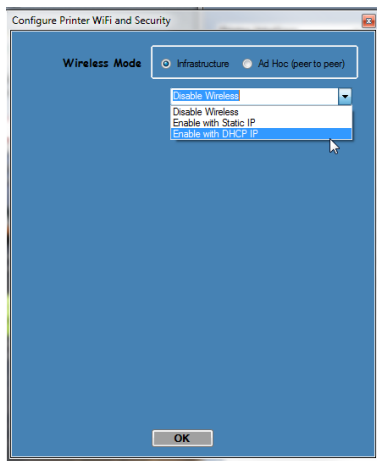 Configure Printer WiFi and Security
Wireless Mode
Infrastructure
Ad Hoc (peer to peer)
Disable Wireless
Disable Wireless
Enable with Static IP
Enable with DHCP IP
OK